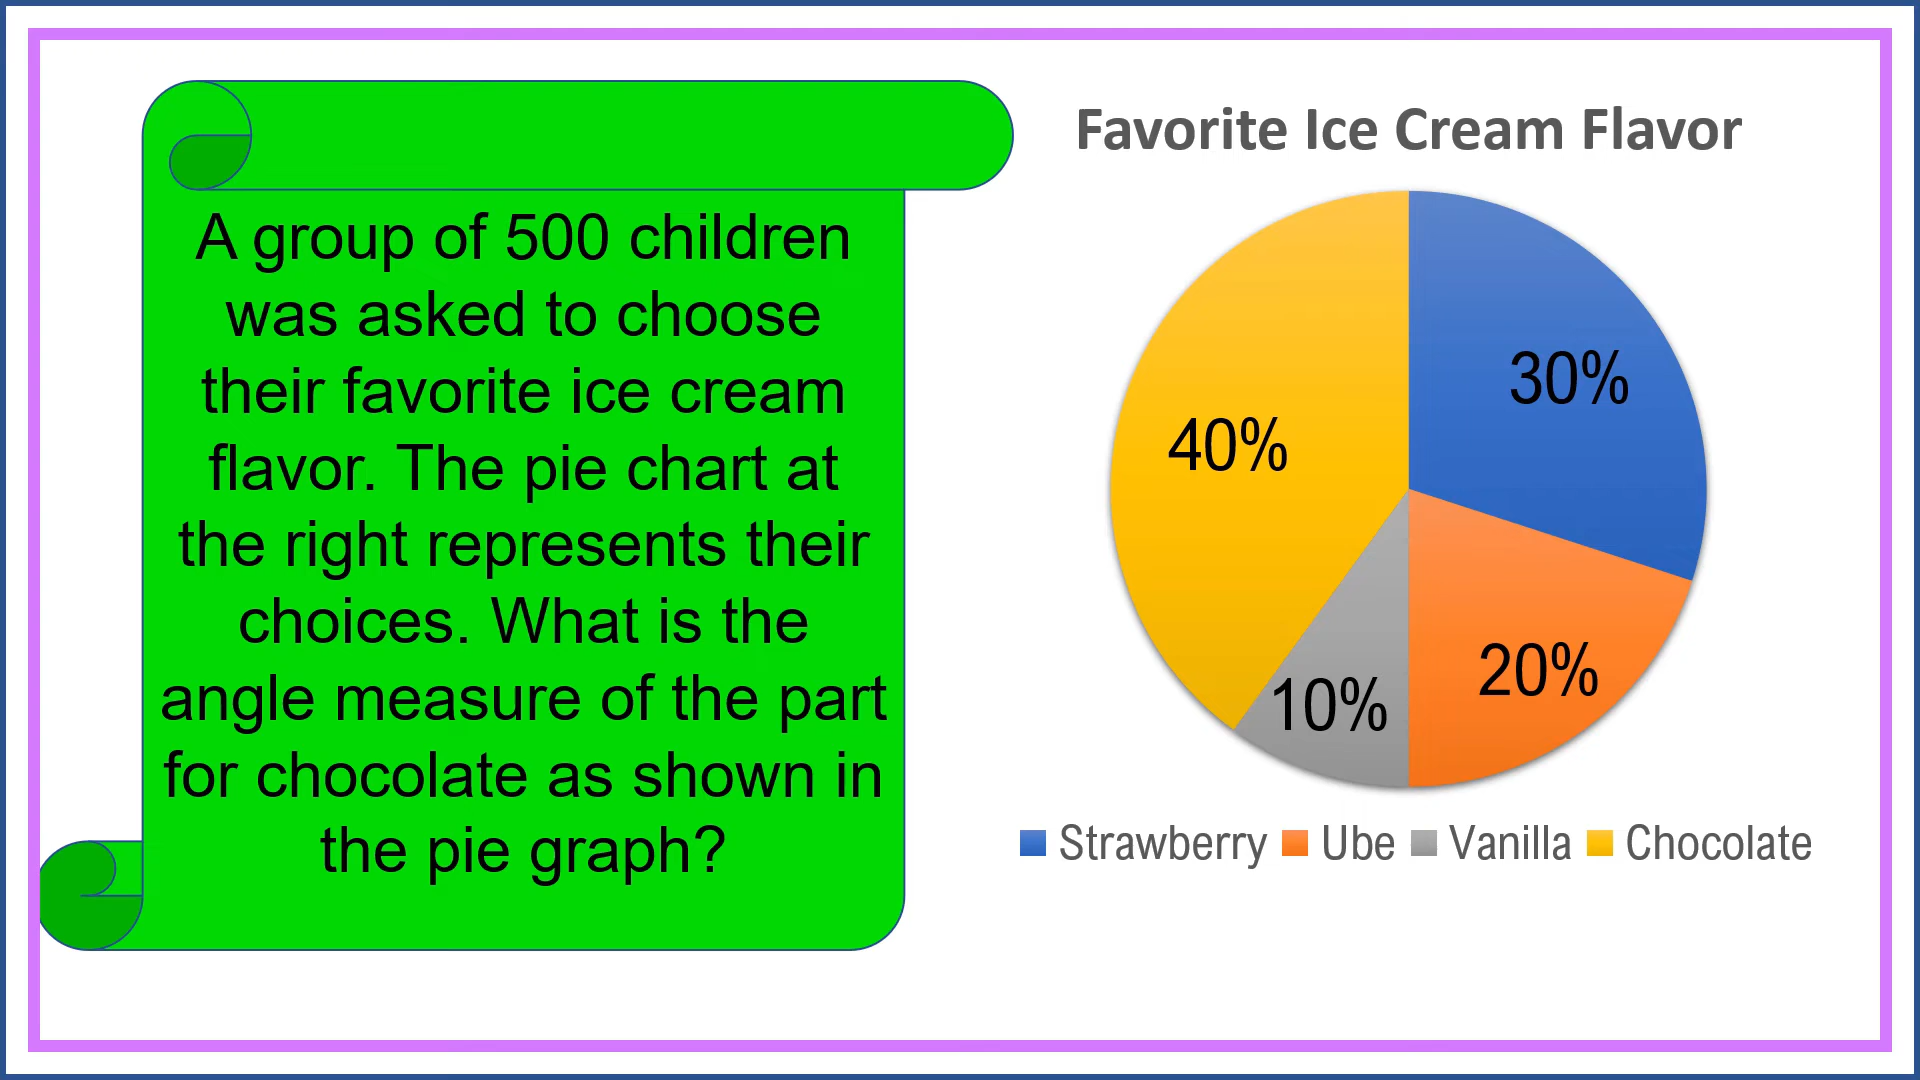 A group of 500 children
was asked to choose
their favorite ice cream
flavor. The pie chart at
the right represents their
choices. What is the
angle measure of the part
for chocolate as shown in
the pie graph?
Favorite Ice Cream Flavor
30%
40%
20%
10%
Strawberry Ube Vanilla Chocolate